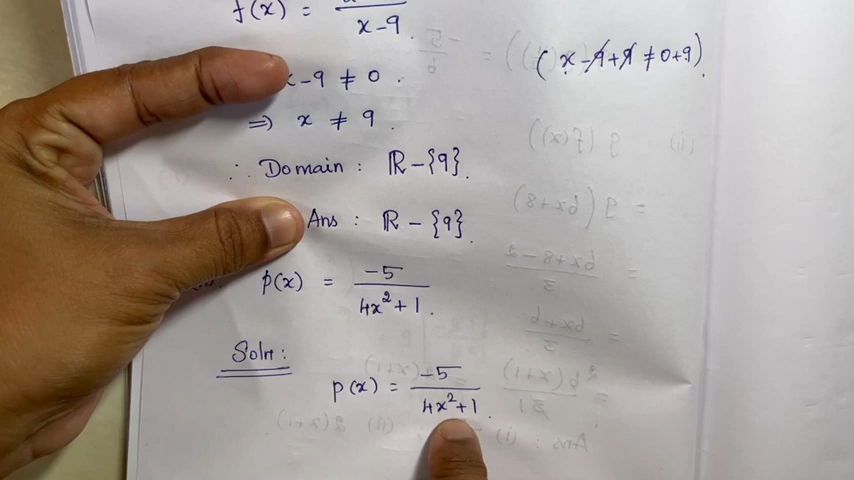 f(x) = ── x-9 .
( x - 9 + 9 ≠ 0+9) .
x-9 ≠ 0 .
⇒ x ≠ 9 .
∴ Domain : ℝ - {9} .
Ans : ℝ - {9} .
p(x) = -5 / 4x²+1 .
Soln :
p(x) = -5 / 4x²+1 .